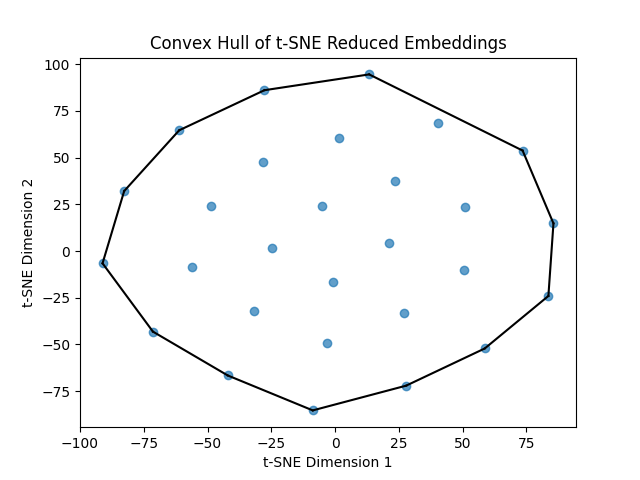 Convex Hull of t-SNE Reduced Embeddings
100
75
50
25
0
−25
−50
−75
t-SNE Dimension 2
−100 −75 −50 −25 0 25 50 75
t-SNE Dimension 1